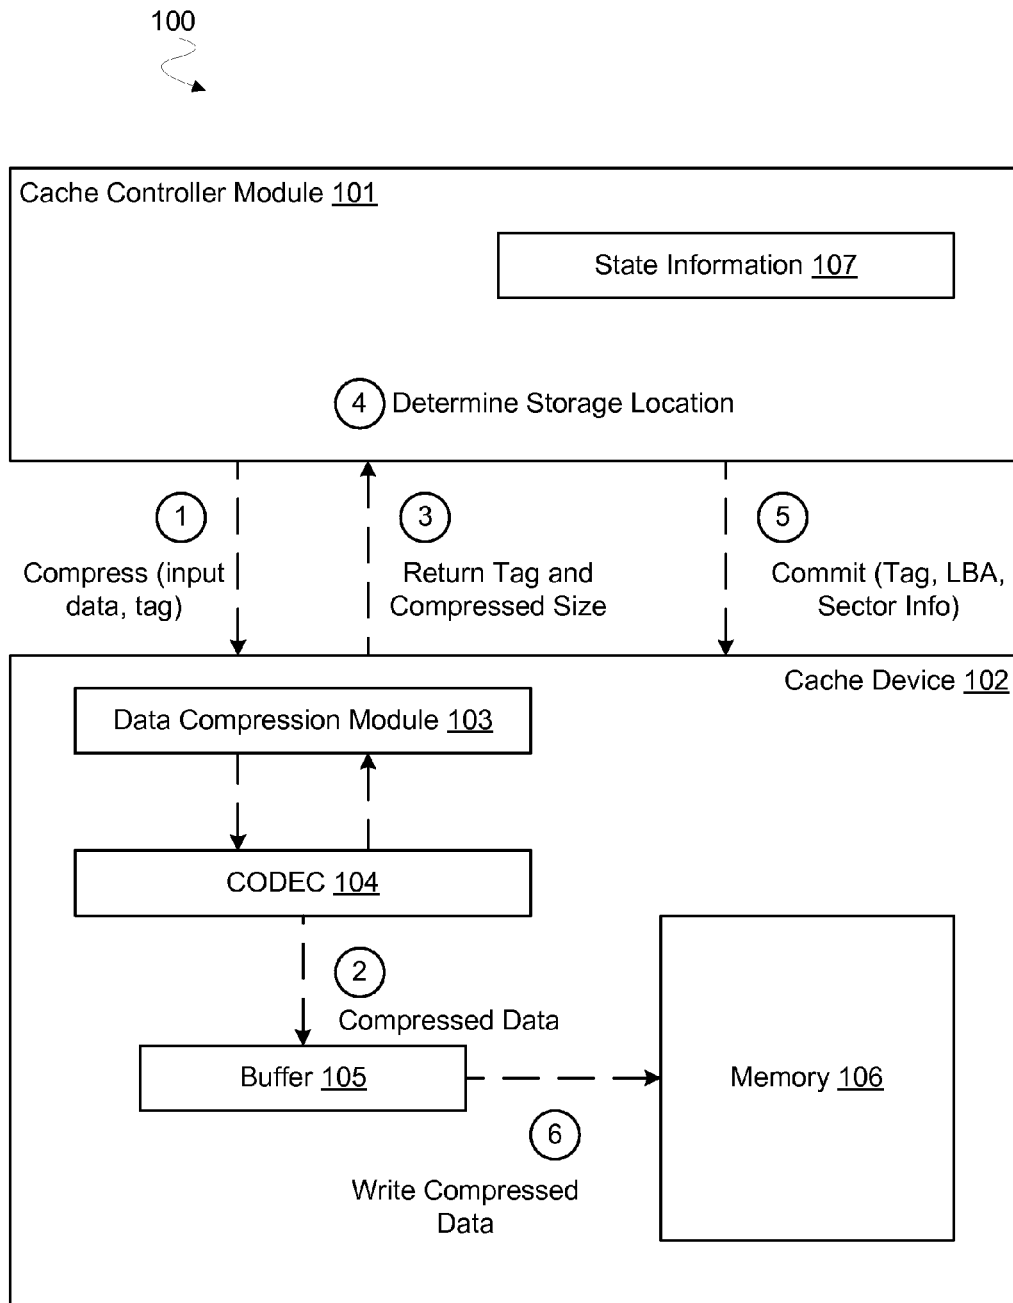 100
Cache Controller Module 101
State Information 107
4 Determine Storage Location
1
Compress (input
data, tag)
3
Return Tag and
Compressed Size
5
Commit (Tag, LBA,
Sector Info)
Cache Device 102
Data Compression Module 103
CODEC 104
2
Compressed Data
Buffer 105
Memory 106
6
Write Compressed
Data